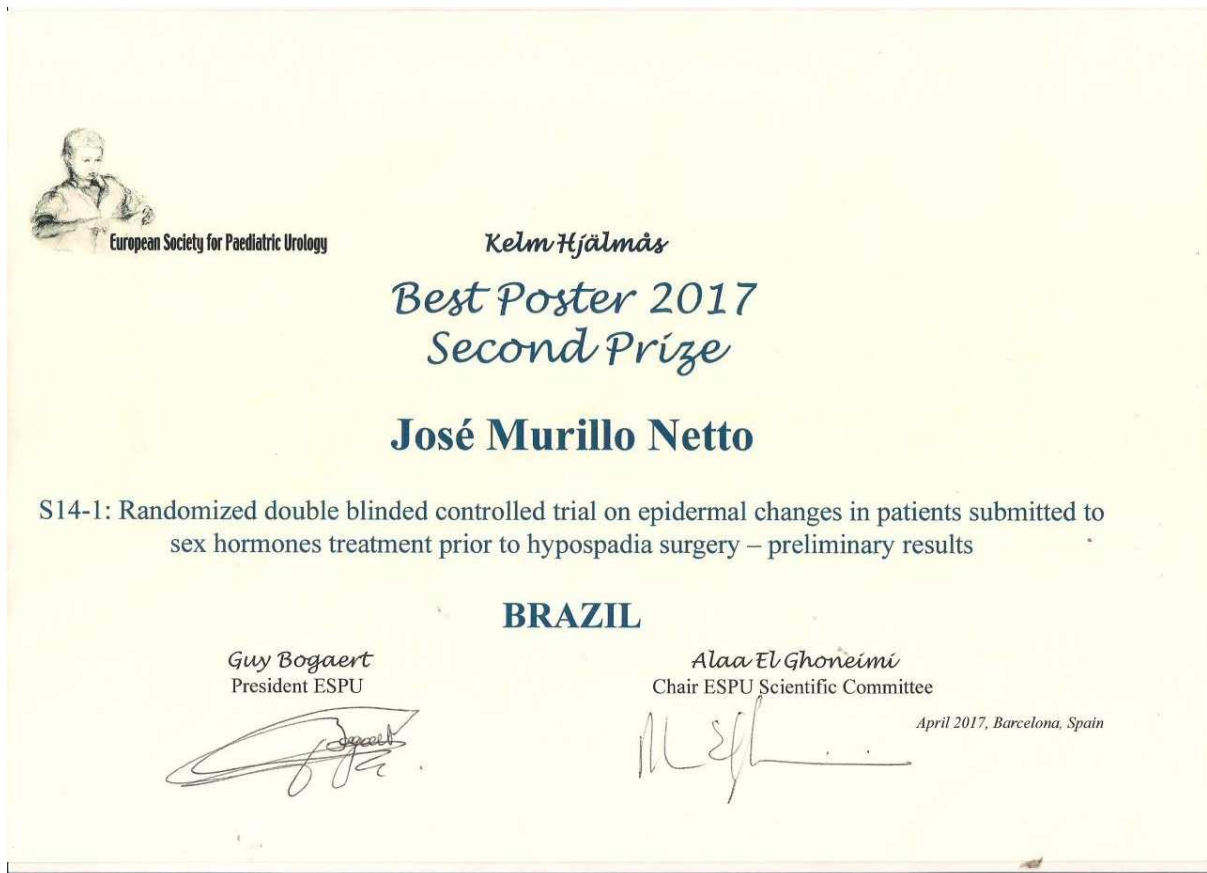 European Society for Paediatric Urology
Kelm Hjälmås
Best Poster 2017
Second Prize
José Murillo Netto
S14-1: Randomized double blinded controlled trial on epidermal changes in patients submitted to
sex hormones treatment prior to hypospadia surgery – preliminary results
BRAZIL
Guy Bogaert
President ESPU
Alaa El Ghoneimi
Chair ESPU Scientific Committee
April 2017, Barcelona, Spain